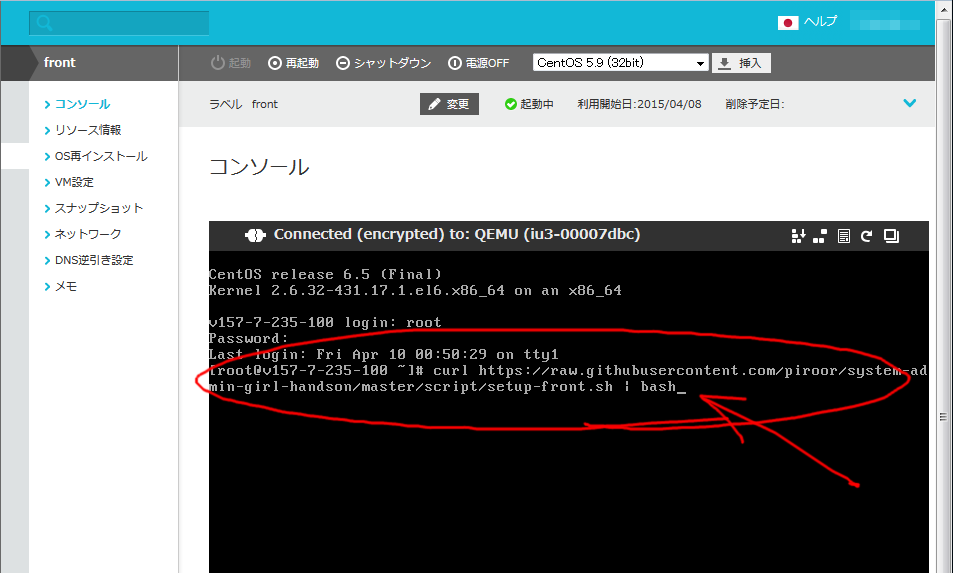 ヘルプ
front
起動 再起動 シャットダウン 電源OFF CentOS 5.9 (32bit) 挿入
コンソール
リソース情報
OS再インストール
VM設定
スナップショット
ネットワーク
DNS逆引き設定
メモ
ラベル front 変更 起動中 利用開始日:2015/04/08 削除予定日:
コンソール
Connected (encrypted) to: QEMU (iu3-00007dbc)
CentOS release 6.5 (Final)
Kernel 2.6.32-431.17.1.el6.x86_64 on an x86_64
v157-7-235-100 login: root
Password:
Last login: Fri Apr 10 00:50:29 on tty1
[root@v157-7-235-100 ~]# curl https://raw.githubusercontent.com/piroor/system-ad
min-girl-handson/master/script/setup-front.sh | bash_